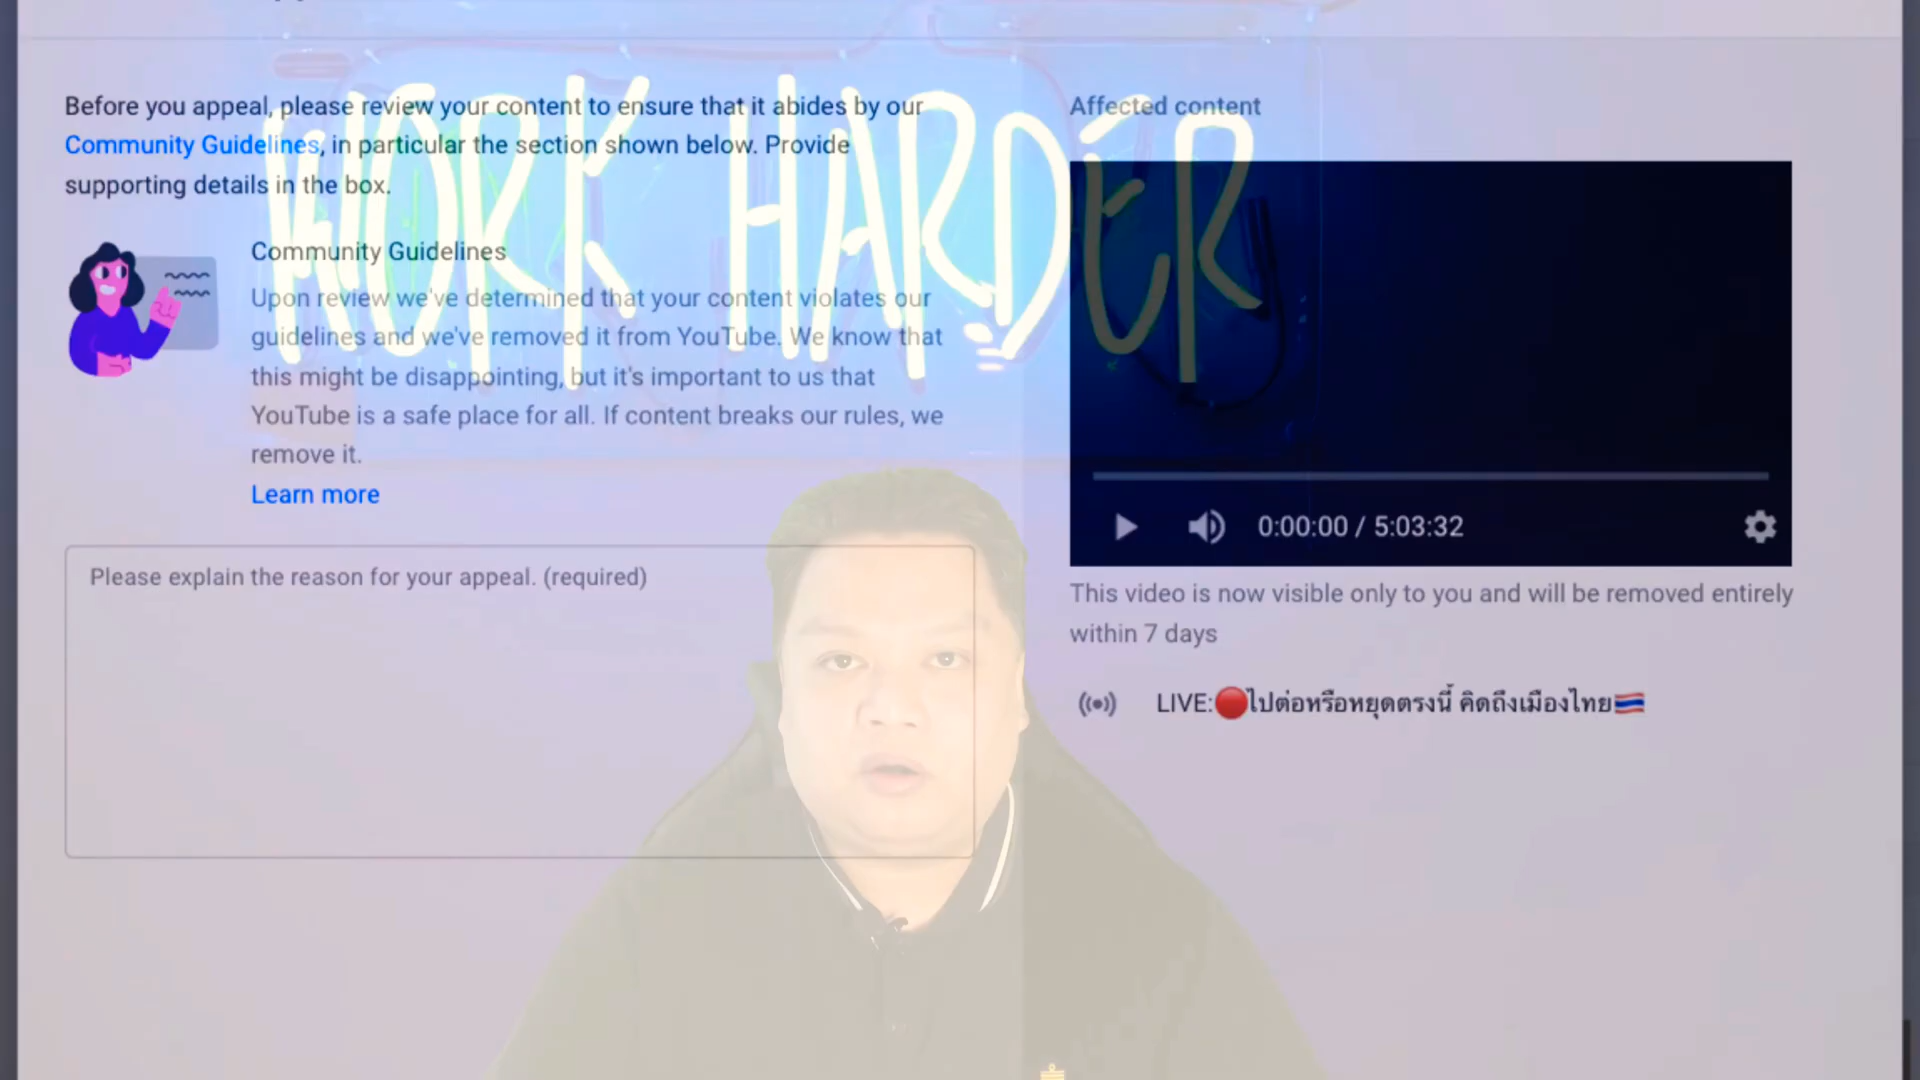 WORK HARDER
Before you appeal, please review your content to ensure that it abides by our
Community Guidelines, in particular the section shown below. Provide
supporting details in the box.
Community Guidelines
Upon review we've determined that your content violates our
guidelines and we've removed it from YouTube. We know that
this might be disappointing, but it's important to us that
YouTube is a safe place for all. If content breaks our rules, we
remove it.
Learn more
Please explain the reason for your appeal. (required)
Affected content
0:00:00 / 5:03:32
This video is now visible only to you and will be removed entirely
within 7 days
LIVE:🔴ไปต่อหรือหยุดตรงนี้ คิดถึงเมืองไทย🇹🇭